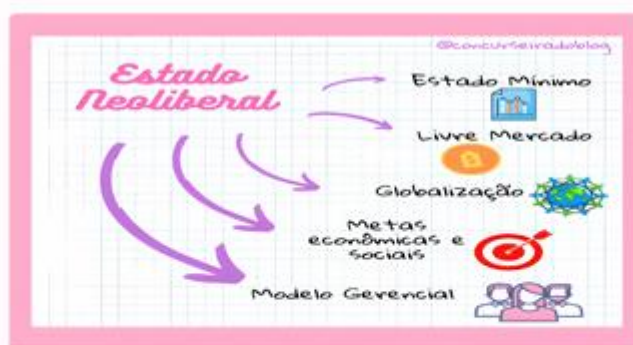 @concurseiradoblog
Estado
Neoliberal
Estado Mínimo
Livre Mercado
Globalização
Metas
econômicas e
sociais
Modelo Gerencial